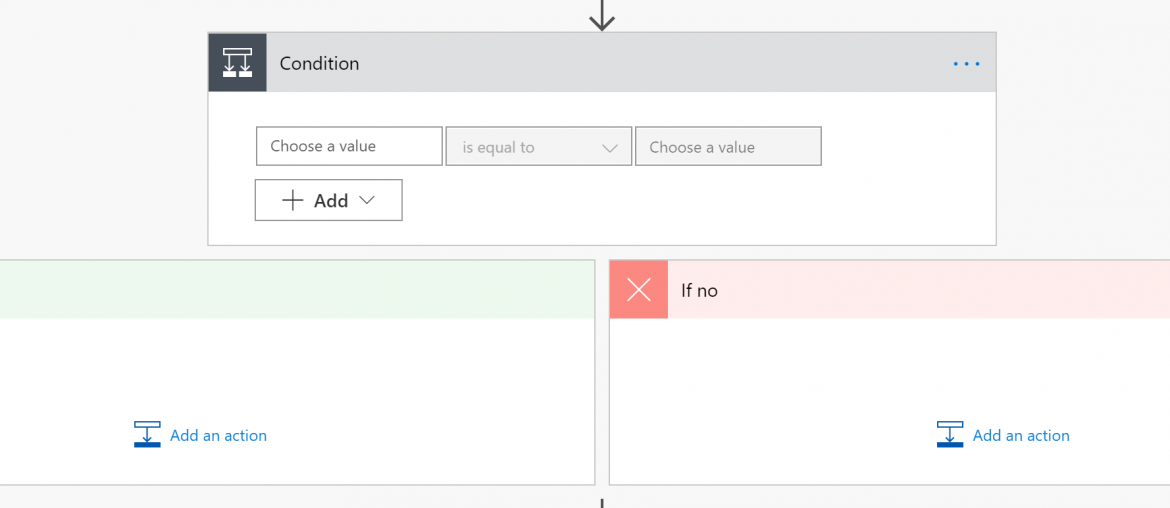 Condition
Choose a value
is equal to
Choose a value
Add
If no
Add an action
Add an action